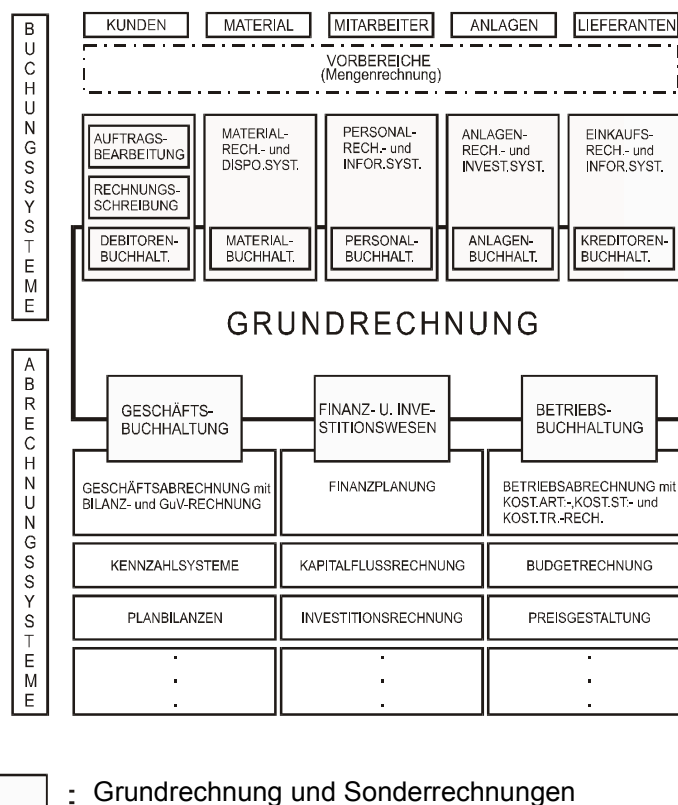 BUCHUNGSSYSTEME
KUNDEN MATERIAL MITARBEITER ANLAGEN LIEFERANTEN
VORBEREICHE
(Mengenrechnung)
AUFTRAGS-
BEARBEITUNG
RECHNUNGS-
SCHREIBUNG
DEBITOREN-
BUCHHALT.
MATERIAL-
RECH.- und
DISPO.SYST.
MATERIAL-
BUCHHALT.
PERSONAL-
RECH.- und
INFOR.SYST.
PERSONAL-
BUCHHALT.
ANLAGEN-
RECH.- und
INVEST.SYST.
ANLAGEN-
BUCHHALT.
EINKAUFS-
RECH.- und
INFOR.SYST.
KREDITOREN-
BUCHHALT.
GRUNDRECHNUNG
ABRECHNUNGSSYSTEME
GESCHÄFTS-
BUCHHALTUNG
GESCHÄFTSABRECHNUNG mit
BILANZ- und GuV-RECHNUNG
KENNZAHLSYSTEME
PLANBILANZEN
FINANZ- U. INVE-
STITIONSWESEN
FINANZPLANUNG
KAPITALFLUSSRECHNUNG
INVESTITIONSRECHNUNG
BETRIEBS-
BUCHHALTUNG
BETRIEBSABRECHNUNG mit
KOST.ART:-,KOST.ST:- und
KOST.TR.-RECH.
BUDGETRECHNUNG
PREISGESTALTUNG
: Grundrechnung und Sonderrechnungen